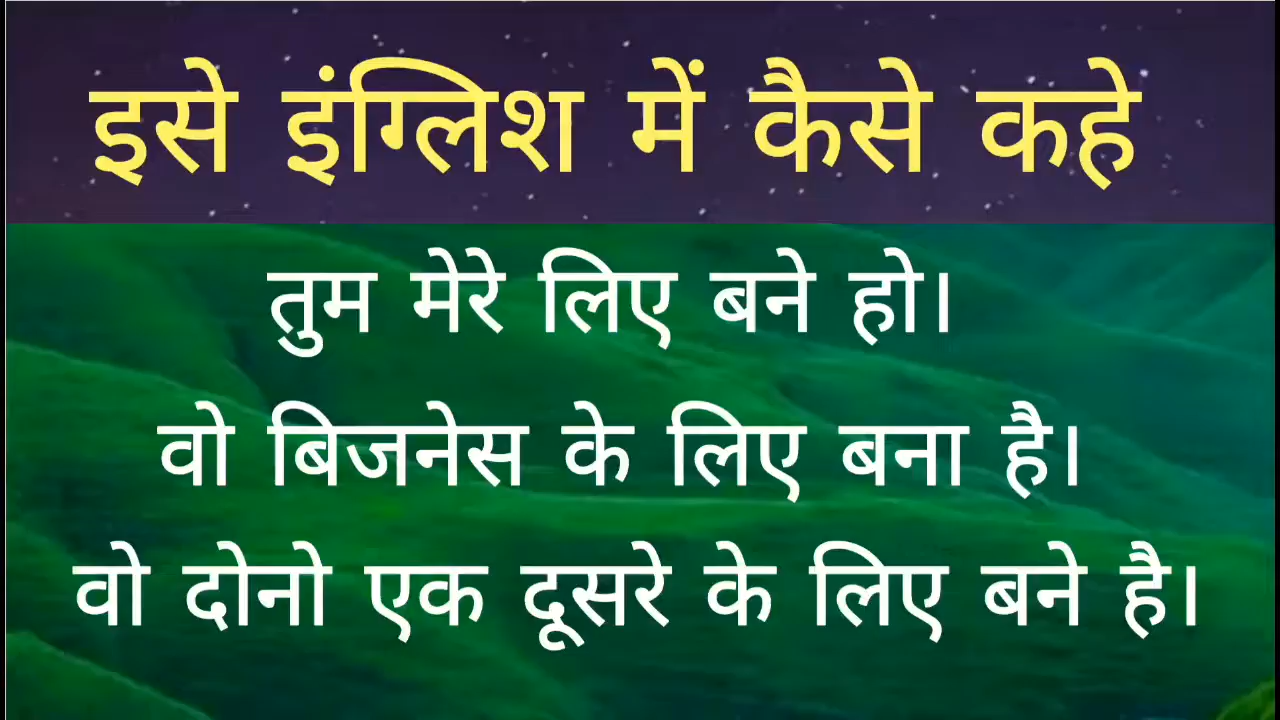 इसे इंग्लिश में कैसे कहे
तुम मेरे लिए बने हो।
वो बिजनेस के लिए बना है।
वो दोनो एक दूसरे के लिए बने है।